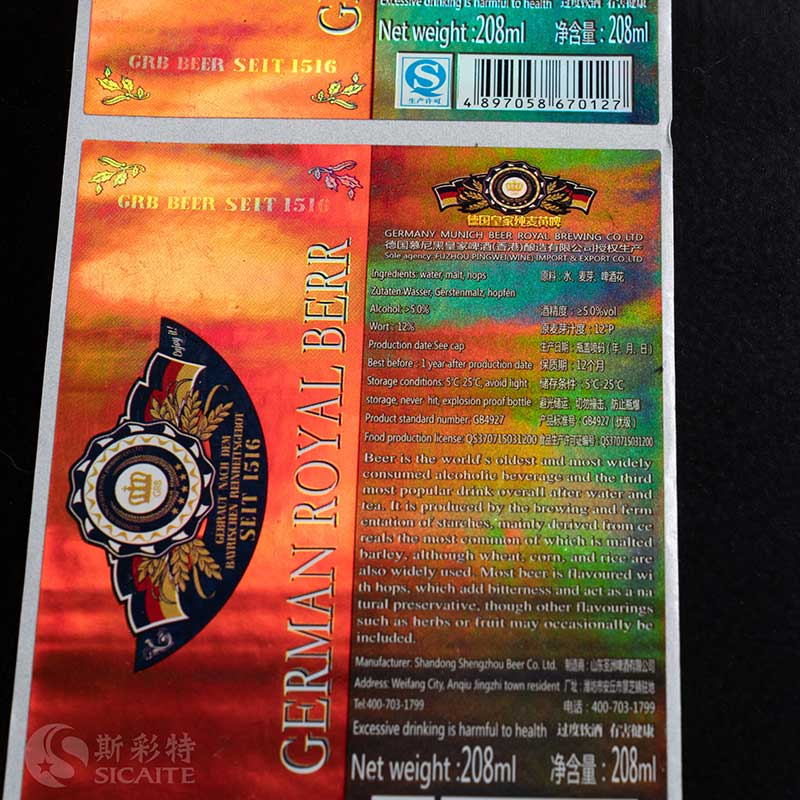 Excessive drinking is harmful to health 过度饮酒 有害健康
Net weight:208ml 净含量:208ml
GRB BEER SEIT 1516
生产许可
4 897058 670127
GRB BEER SEIT 1516
德国皇家纯麦黄啤
GERMANY MUNICH BEER ROYAL BREWING CO,LTD
德国慕尼黑皇家啤酒(香港)酿造有限公司授权生产
Sole agency: FUZHOU PINGWEI WINE) IMPORT & EXPORT CO.LTD
Ingredients: water, malt, hops 原料:水、麦芽、啤酒花
Zutaten:Wasser, Gerstenmalz, hopfen
Alcohol: >5.0% 酒精度:≥5.0%vol
Wort: 12% 原麦芽汁度:12°P
Production date:See cap 生产日期:瓶盖喷码(年、月、日)
Best before: 1 year after production date 保质期:12个月
Storage conditions: 5℃-25℃, avoid light 储存条件:5℃-25℃
storage, never hit, explosion proof bottle 避光储运、切勿撞击、防止瓶爆
Product standard number: GB4927 产品标准号:GB4927(优级)
Food production license: QS370715031200 食品生产许可证编号:QS370715031200
Beer is the world's oldest and most widely
consumed alcoholic beverage and the third
most popular drink overall after water and
tea. It is produced by the brewing and ferm
entation of starches, mainly derived from ce
reals the most common of which is malted
barley, although wheat, corn, and rice are
also widely used. Most beer is flavoured wi
th hops, which add bitterness and act as a na
tural preservative, though other flavourings
such as herbs or fruit may occasionally be
included.
Manufacturer: Shandong Shengzhou Beer Co. Ltd. 制造商:山东圣洲啤酒有限公司
Address: Weifang City, Anqiu Jingzhi town resident 厂址:潍坊市安丘市景芝镇驻地
Tel:400-703-1799 电话:400-703-1799
Excessive drinking is harmful to health 过度饮酒 有害健康
Net weight:208ml 净含量:208ml
GERMAN ROYAL BERR
Enjoy it!
GRB
GEBRAUT NACH DEM
BAYRISCHEN REINHEITSGEBOT
SEIT 1516
斯彩特
SICAITE